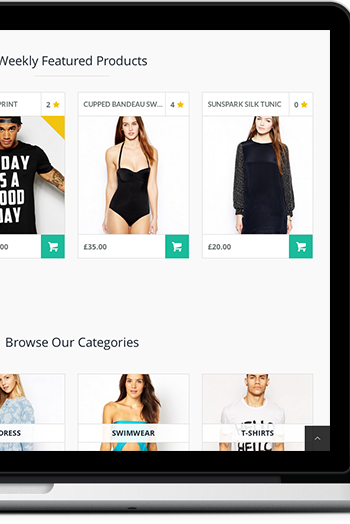 Weekly Featured Products
PRINT 2
CUPPED BANDEAU SW... 4
SUNSPARK SILK TUNIC 0
DAY
S A
OOD
DAY
.00
£35.00
£20.00
Browse Our Categories
DRESS
SWIMWEAR
T-SHIRTS
HELLO
HELLO